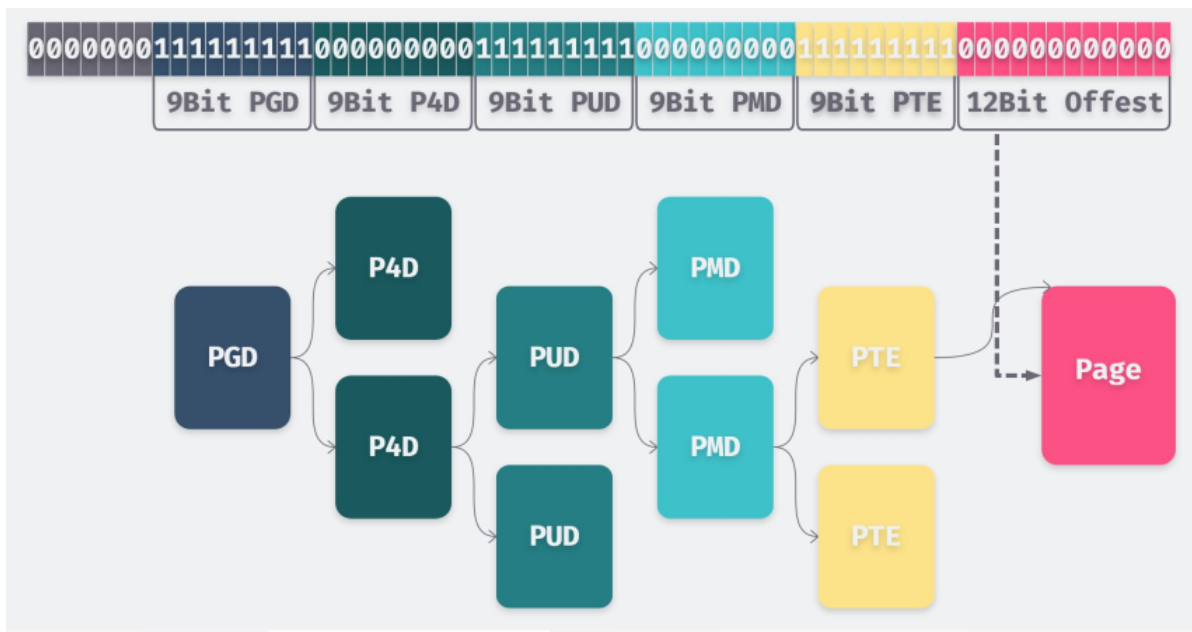 0000000111111111000000000111111111000000000111111111000000000000
9Bit PGD 9Bit P4D 9Bit PUD 9Bit PMD 9Bit PTE 12Bit Offest
P4D PMD
PGD PUD PTE Page
P4D PMD
PUD PTE